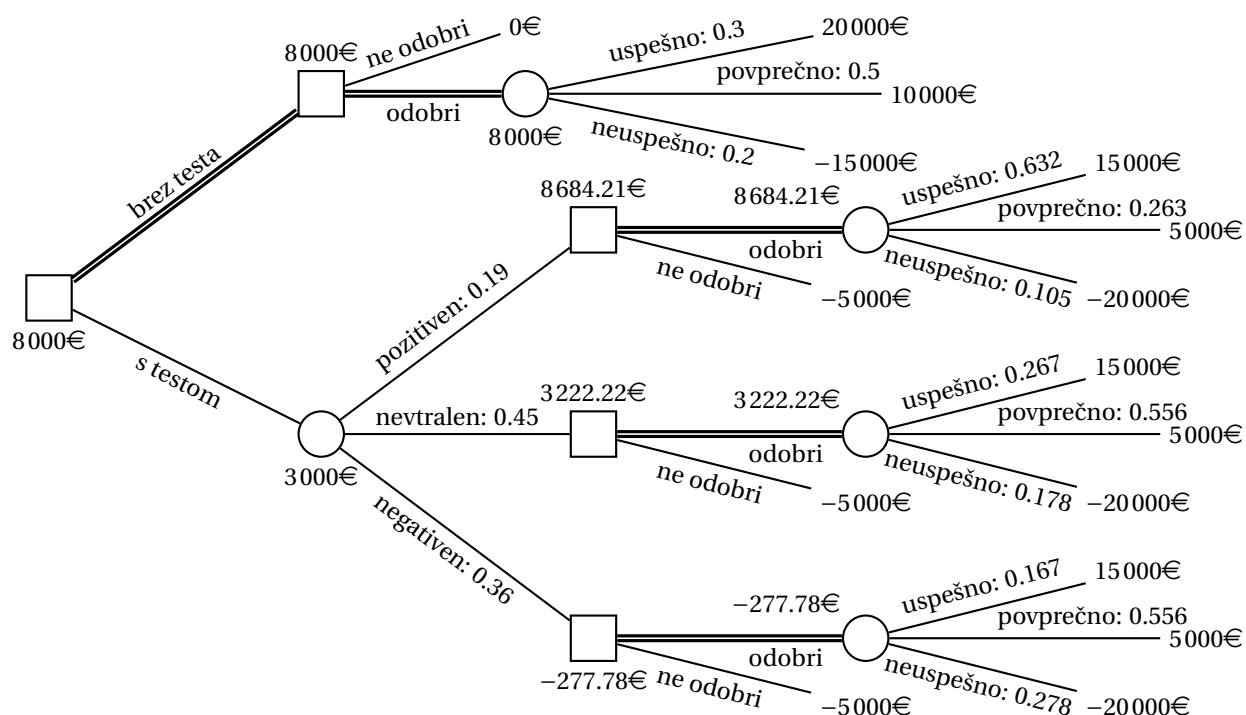 8000€
brez testa
s testom
8000€
ne odobri
0€
odobri
8000€
uspešno: 0.3
20000€
povprečno: 0.5
10000€
neuspešno: 0.2
−15000€
3000€
pozitiven: 0.19
8684.21€
odobri
8684.21€
ne odobri
−5000€
uspešno: 0.632
15000€
povprečno: 0.263
5000€
neuspešno: 0.105
−20000€
nevtralen: 0.45
3222.22€
odobri
3222.22€
ne odobri
−5000€
uspešno: 0.267
15000€
povprečno: 0.556
5000€
neuspešno: 0.178
−20000€
negativen: 0.36
−277.78€
odobri
−277.78€
ne odobri
−5000€
uspešno: 0.167
15000€
povprečno: 0.556
5000€
neuspešno: 0.278
−20000€